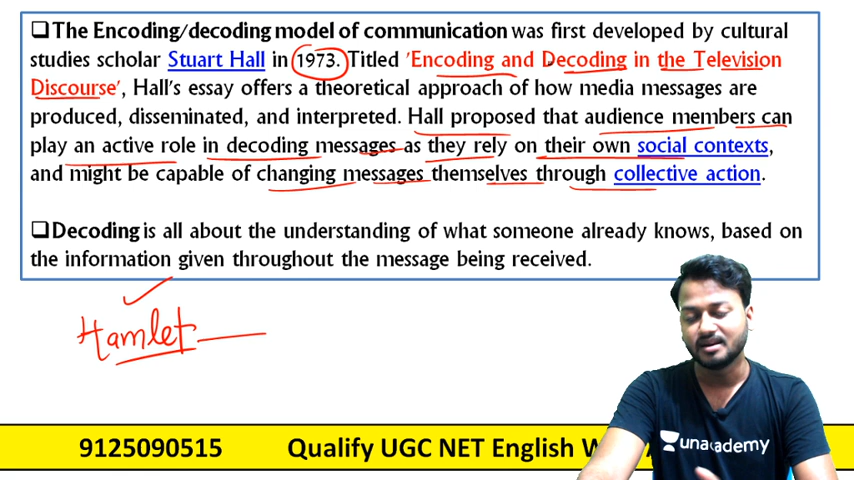 ❑The Encoding/decoding model of communication was first developed by cultural
studies scholar Stuart Hall in 1973. Titled 'Encoding and Decoding in the Television
Discourse', Hall's essay offers a theoretical approach of how media messages are
produced, disseminated, and interpreted. Hall proposed that audience members can
play an active role in decoding messages as they rely on their own social contexts,
and might be capable of changing messages themselves through collective action.
❑Decoding is all about the understanding of what someone already knows, based on
the information given throughout the message being received.
Hamlet
unacademy
9125090515 Qualify UGC NET English